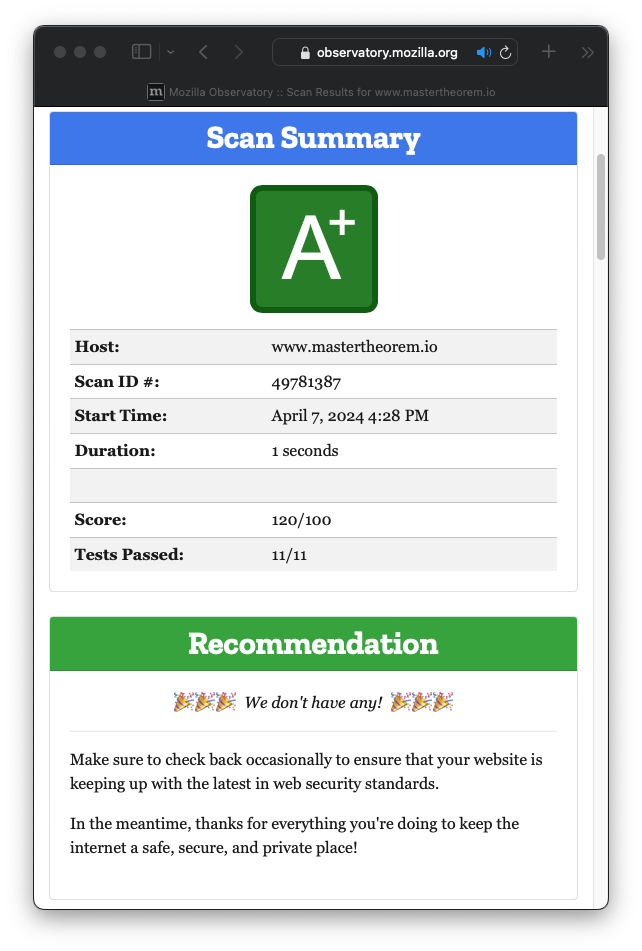 observatory.mozilla.org
m Mozilla Observatory :: Scan Results for www.mastertheorem.io
Scan Summary
A+
Host: www.mastertheorem.io
Scan ID #: 49781387
Start Time: April 7, 2024 4:28 PM
Duration: 1 seconds
Score: 120/100
Tests Passed: 11/11
Recommendation
🎉🎉🎉 We don't have any! 🎉🎉🎉
Make sure to check back occasionally to ensure that your website is
keeping up with the latest in web security standards.
In the meantime, thanks for everything you're doing to keep the
internet a safe, secure, and private place!